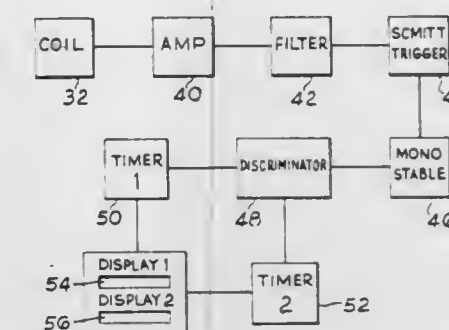 COIL
32
AMP
40
FILTER
42
SCMITT
TRIGGER
TIMER
1
50
DISCRIMINATOR
48
MONO
STABLE
46
DISPLAY 1
54
DISPLAY 2
56
TIMER
2
52